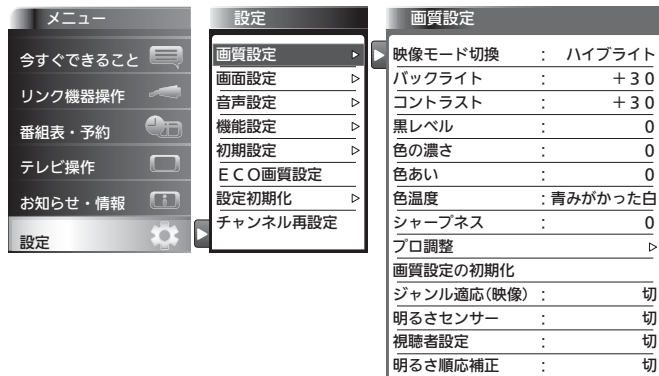 メニュー
今すぐできること
リンク機器操作
番組表・予約
テレビ操作
お知らせ・情報
設定
設定
画質設定
画面設定
音声設定
機能設定
初期設定
ECO画質設定
設定初期化
チャンネル再設定
画質設定
映像モード切換 : ハイブライト
バックライト : +30
コントラスト : +30
黒レベル : 0
色の濃さ : 0
色あい : 0
色温度 : 青みがかった白
シャープネス : 0
プロ調整
画質設定の初期化
ジャンル適応(映像) : 切
明るさセンサー : 切
視聴者設定 : 切
明るさ順応補正 : 切